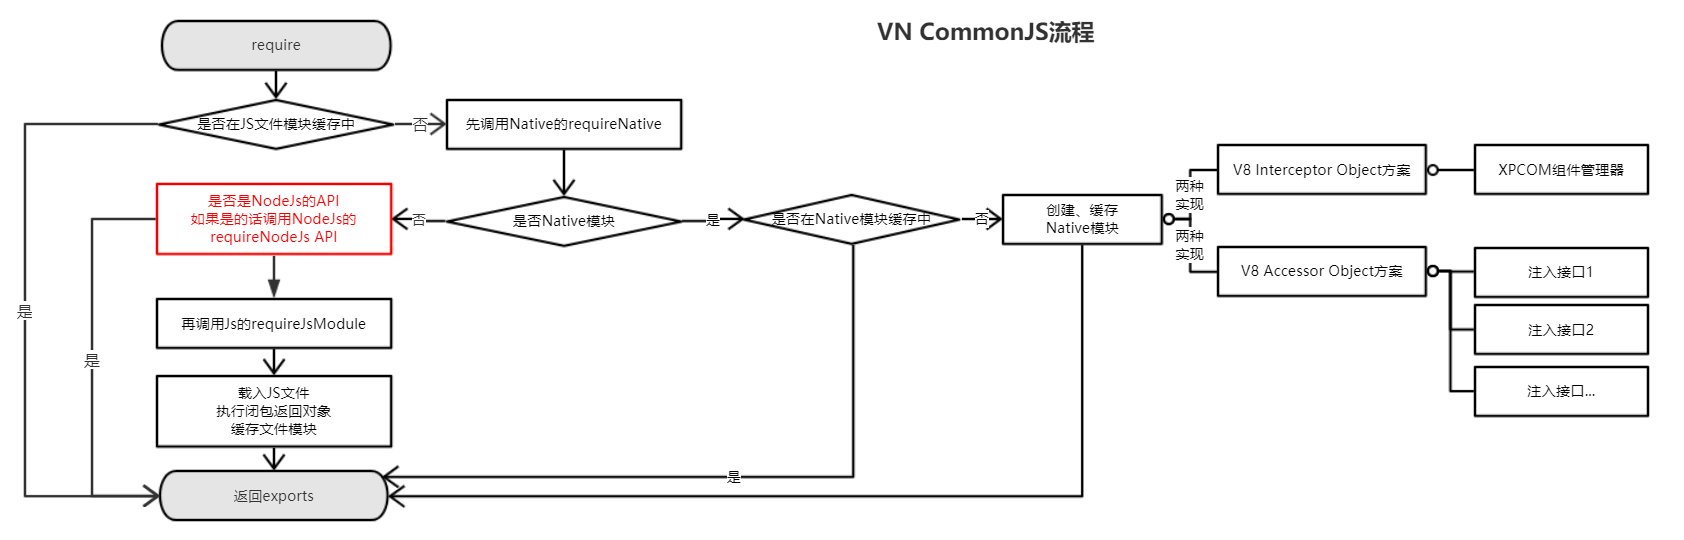 VN CommonJS流程
require
是否在JS文件模块缓存中
否
先调用Native的requireNative
是否是NodeJs的API
如果是的话调用NodeJs的
requireNodeJs API
否
是否Native模块
是
是否在Native模块缓存中
否
创建、缓存
Native模块
两种
实现
两种
实现
V8 Interceptor Object方案
XPCOM组件管理器
V8 Accessor Object方案
注入接口1
注入接口2
注入接口...
是
是
再调用Js的requireJsModule
载入JS文件
执行闭包返回对象
缓存文件模块
是
返回exports